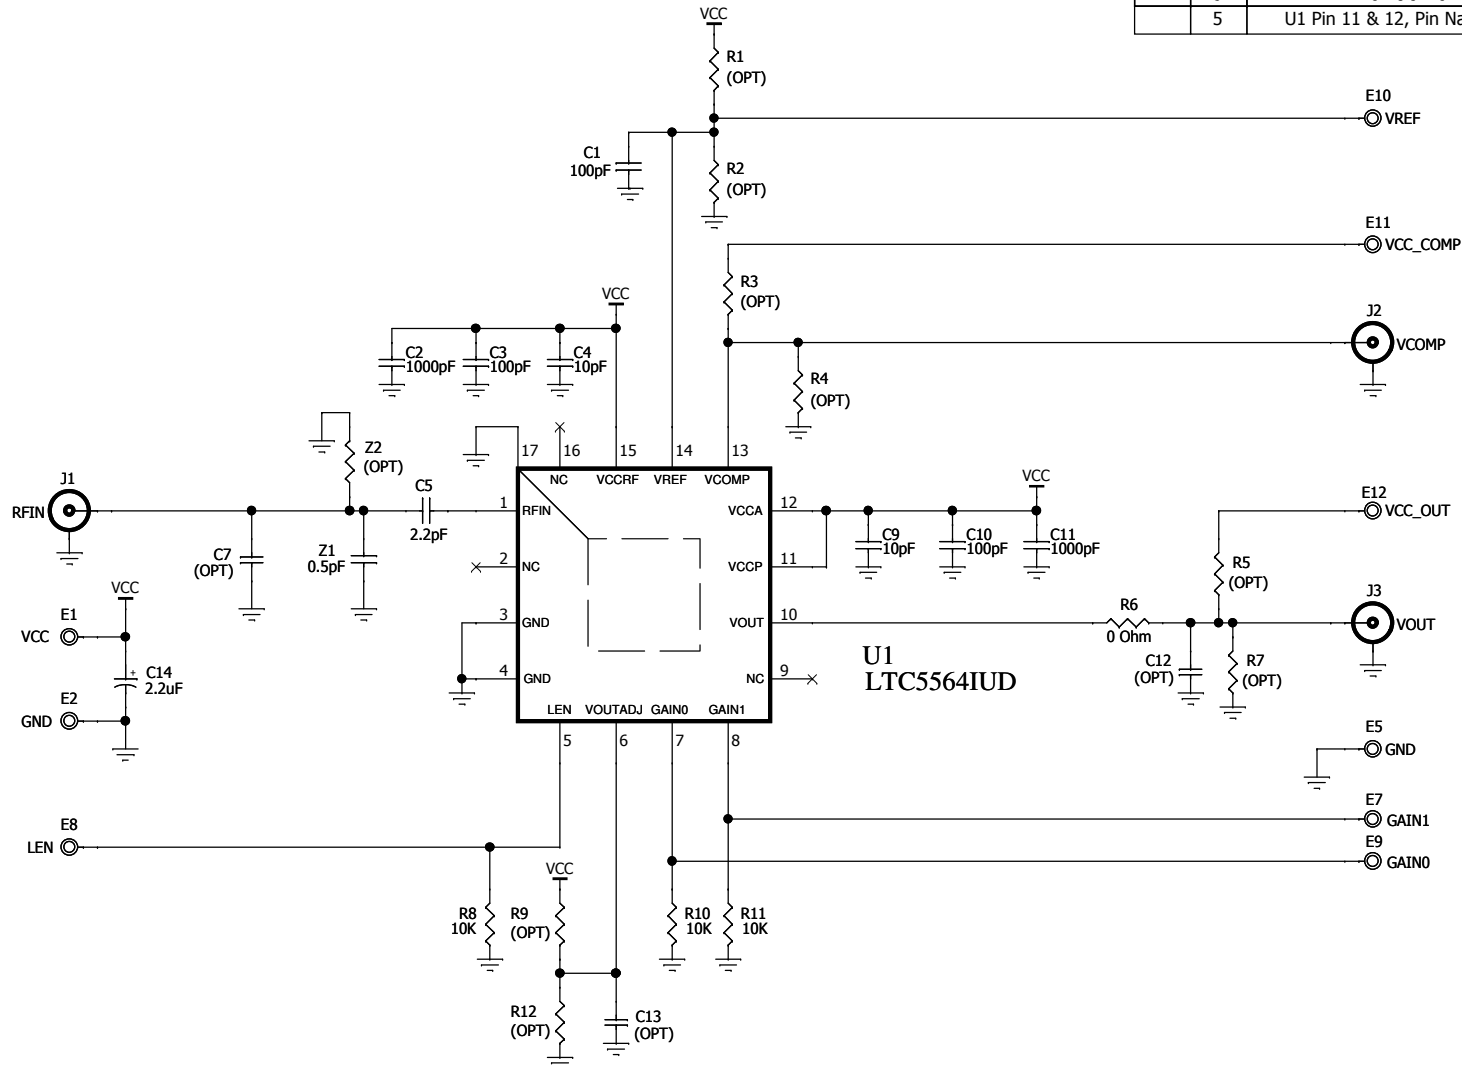 5 U1 Pin 11 & 12, Pin
VCC
R1
(OPT)
E10
VREF
C1
100pF
R2
(OPT)
E11
VCC_COMP
R3
(OPT)
VCC
J2
VCOMP
C2
1000pF
C3
100pF
C4
10pF
R4
(OPT)
Z2
(OPT)
17 16 15 14 13
NC VCCRF VREF VCOMP
J1
RFIN
C5
2.2pF
1 RFIN
VCCA 12
VCC
E12
VCC_OUT
C7
(OPT)
Z1
0.5pF
2 NC
VCCP 11
C9
10pF
C10
100pF
C11
1000pF
R5
(OPT)
VCC
E1
VCC
3 GND
VOUT 10
R6
0 Ohm
J3
VOUT
C14
+
2.2uF
4 GND
NC 9
U1
LTC5564IUD
C12
(OPT)
R7
(OPT)
E2
GND
LEN VOUTADJ GAIN0 GAIN1
5 6 7 8
E5
GND
E8
LEN
E7
GAIN1
E9
GAIN0
VCC
R8
10K
R9
(OPT)
R10
10K
R11
10K
R12
(OPT)
C13
(OPT)